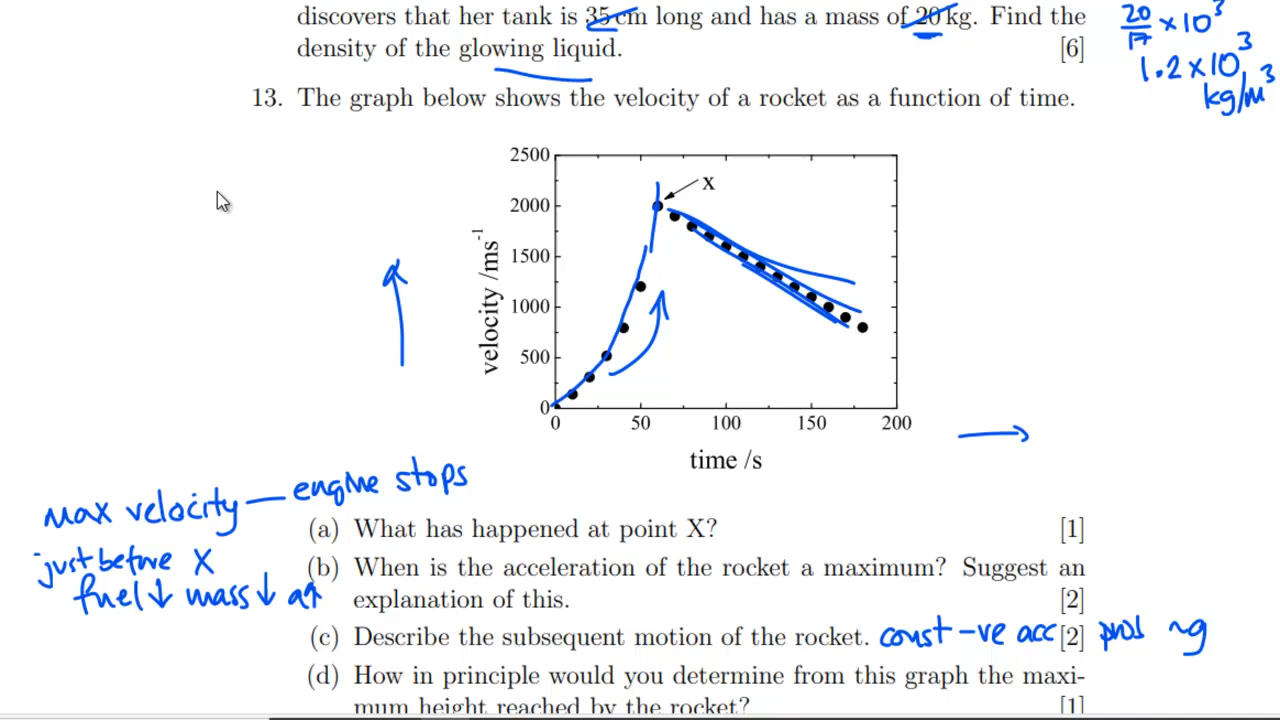 discovers that her tank is 35 cm long and has a mass of 20 kg. Find the
density of the glowing liquid. [6]
20/17 × 10³
1.2 × 10³
kg/m³
13. The graph below shows the velocity of a rocket as a function of time.
2500
2000
1500
1000
500
0
velocity /ms⁻¹
X
0 50 100 150 200
time /s
max velocity — engine stops
(a) What has happened at point X? [1]
just before X
(b) When is the acceleration of the rocket a maximum? Suggest an
fuel↓ mass↓ a↑
explanation of this. [2]
(c) Describe the subsequent motion of the rocket. [2]
const -ve acc ~g
(d) How in principle would you determine from this graph the maxi-
mum height reached by the rocket? [1]